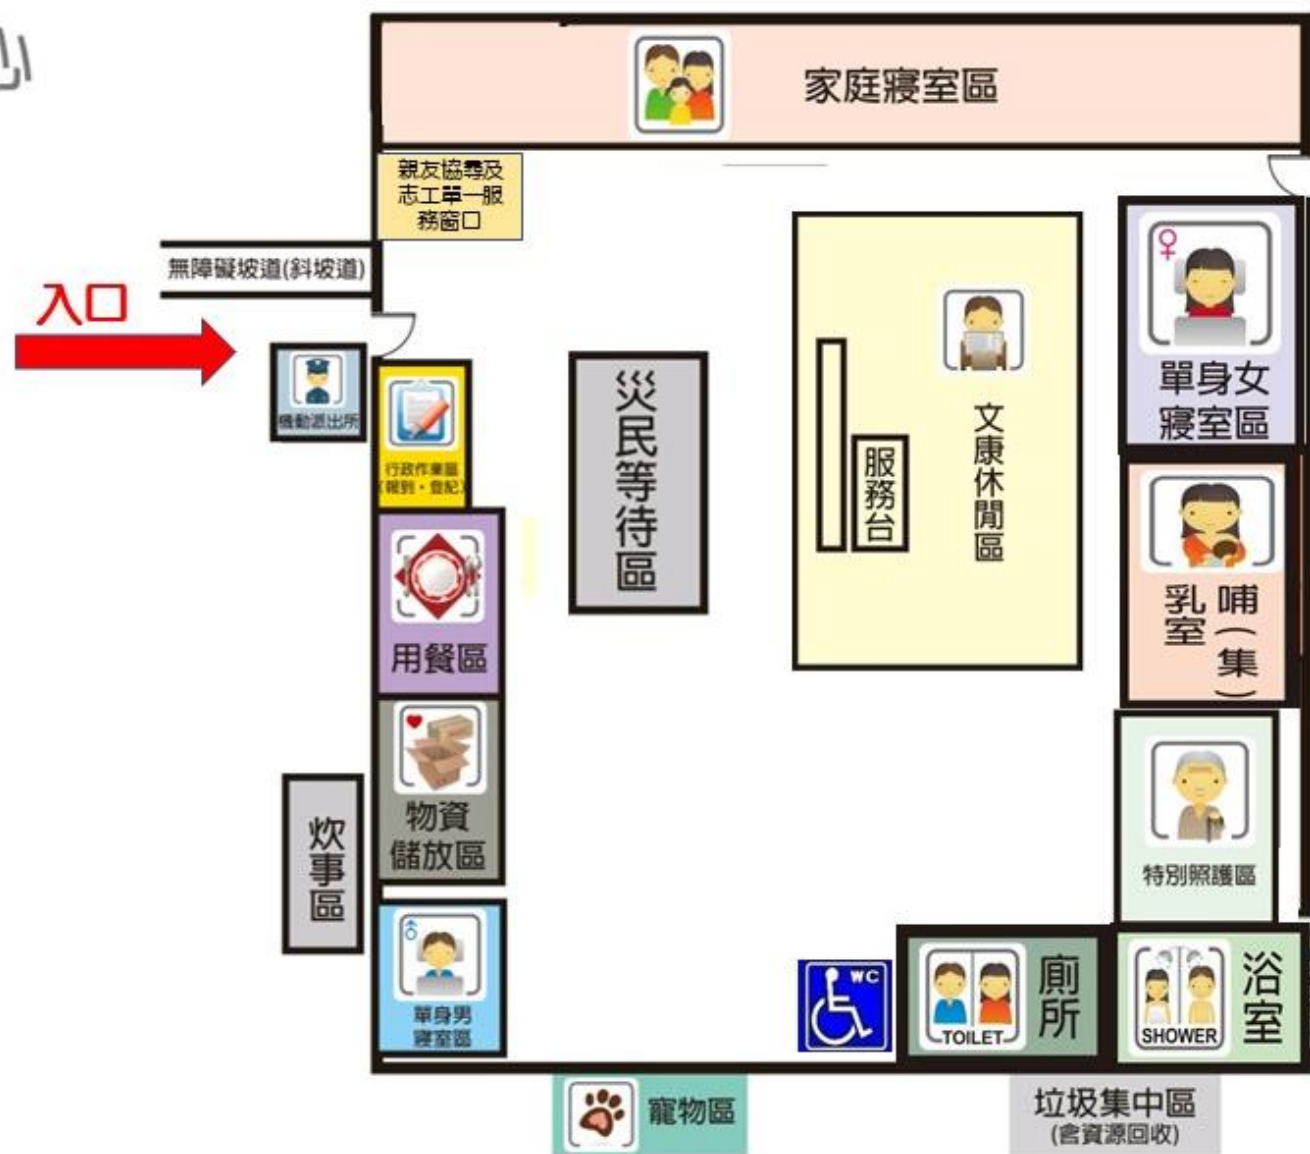 心
家庭寢室區
親友協尋及
志工單一服
務窗口
無障礙坡道(斜坡道)
入口
機動派出所
行政作業區
(報到・登記)
災民等待區
服務台
文康休閒區
單身女
寢室區
用餐區
哺(集)
乳室
物資
儲放區
炊事區
特別照護區
單身男
寢室區
WC
TOILET
廁所
SHOWER
浴室
寵物區
垃圾集中區
(含資源回收)